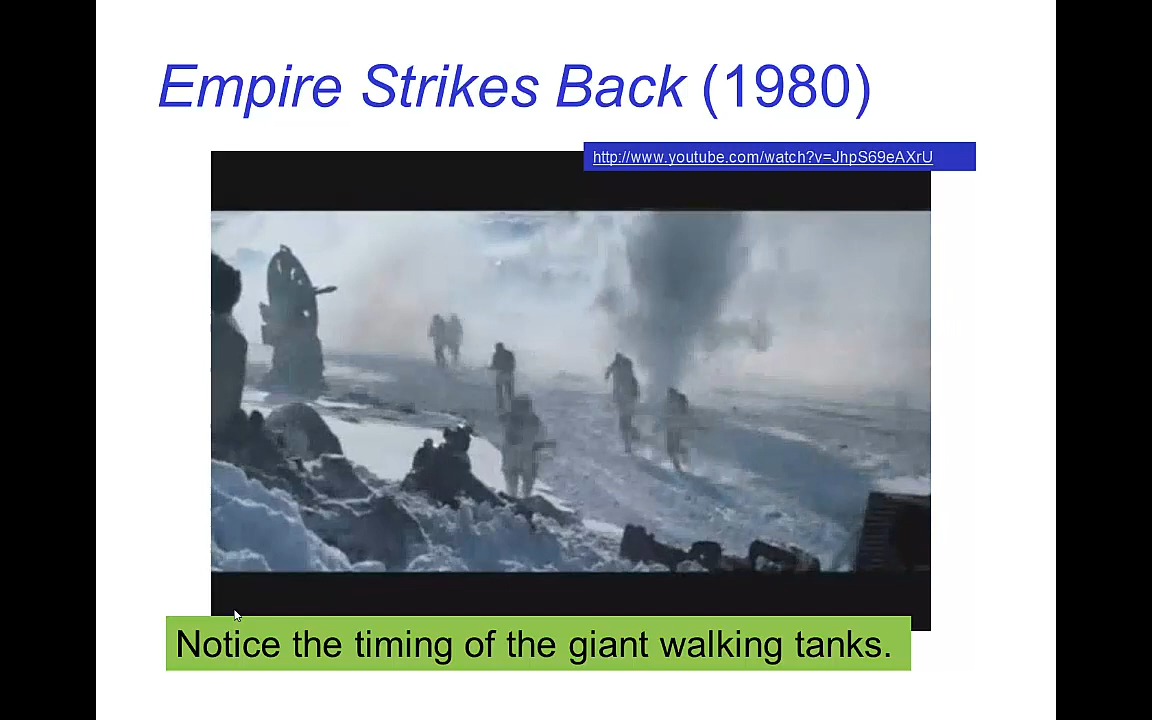 Empire Strikes Back (1980)
http://www.youtube.com/watch?v=JhpS69eAXrU
Notice the timing of the giant walking tanks.